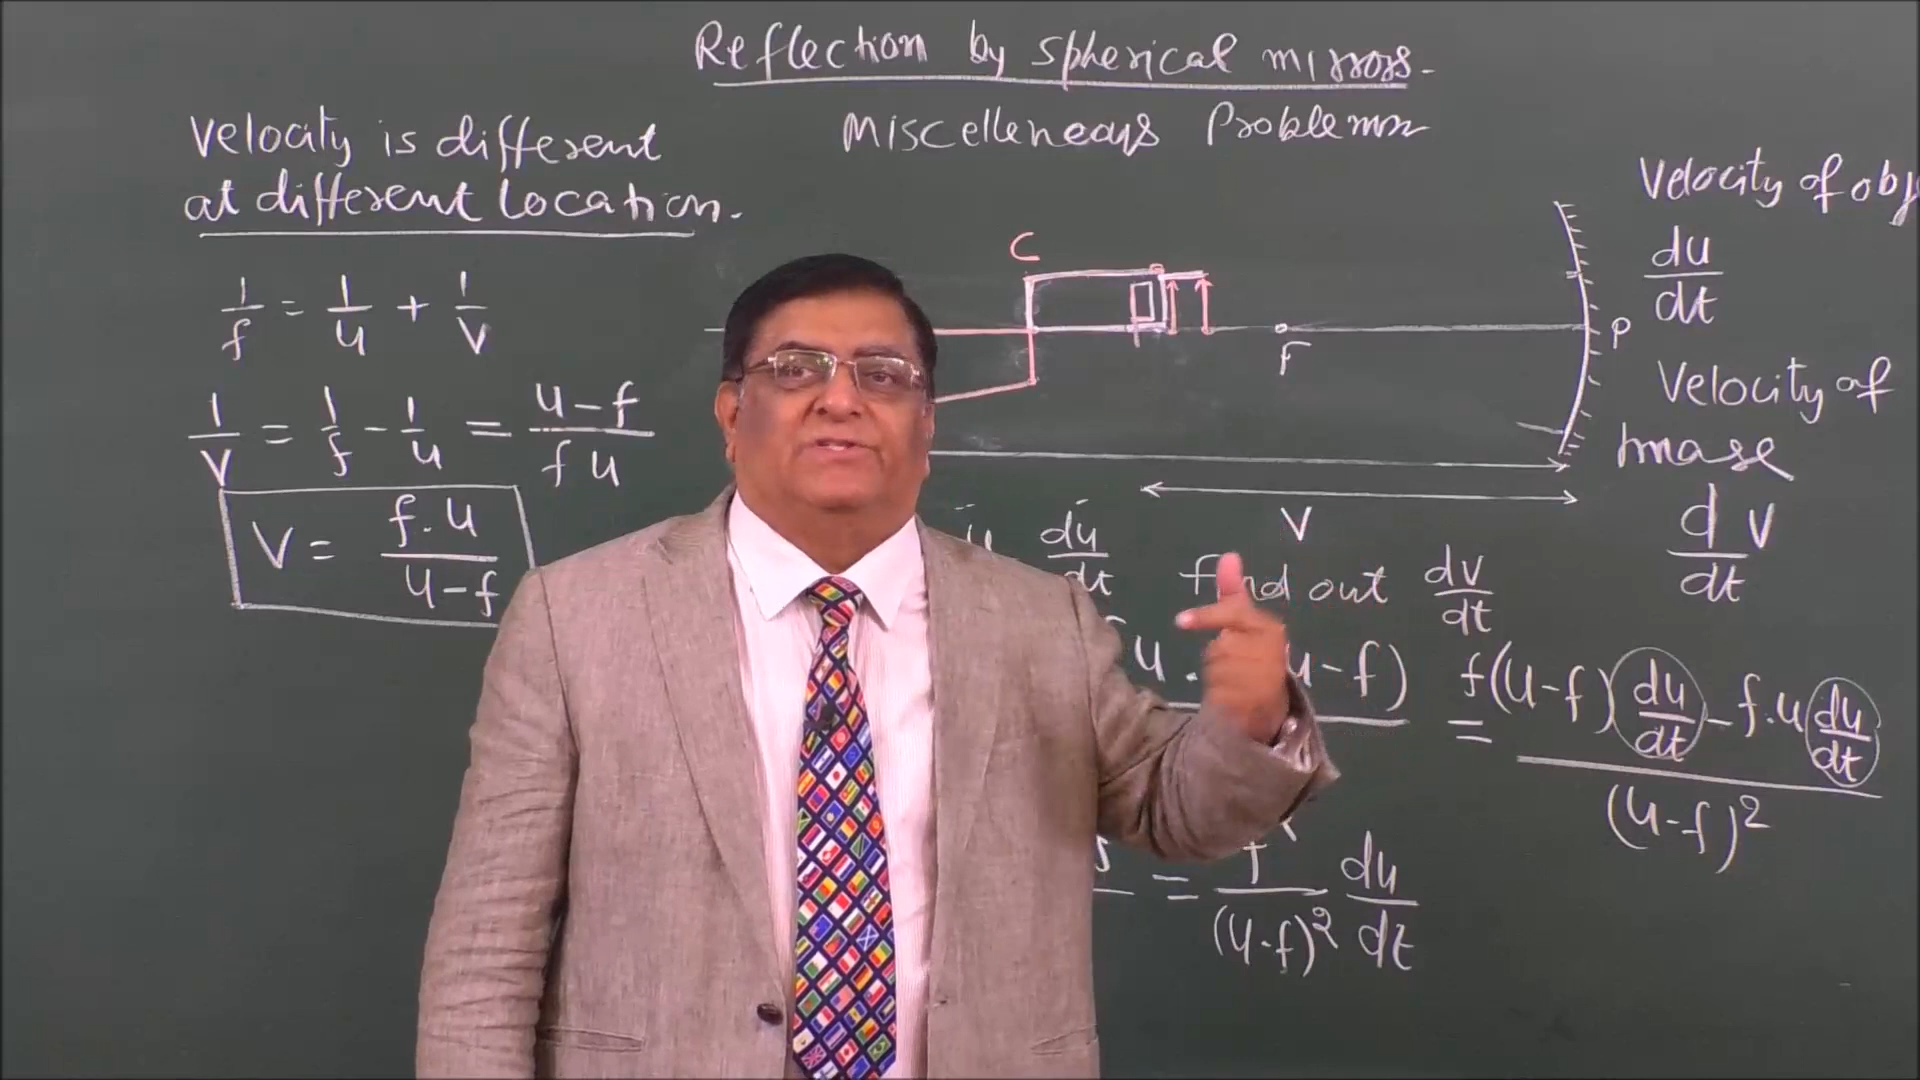 Reflection by spherical mirrors.
Miscelleneous Problems
Velocity is different
at different Location.
1/f = 1/u + 1/v
1/v = 1/f - 1/u = u-f / f u
V = f.u / u-f
C
F
P
V
Velocity of obj
du/dt
Velocity of
Image
d V/dt
du/dt find out dv/dt
u . (u-f) = f(u-f) du/dt - f.u du/dt / (u-f)²
= f / (u-f)² du/dt